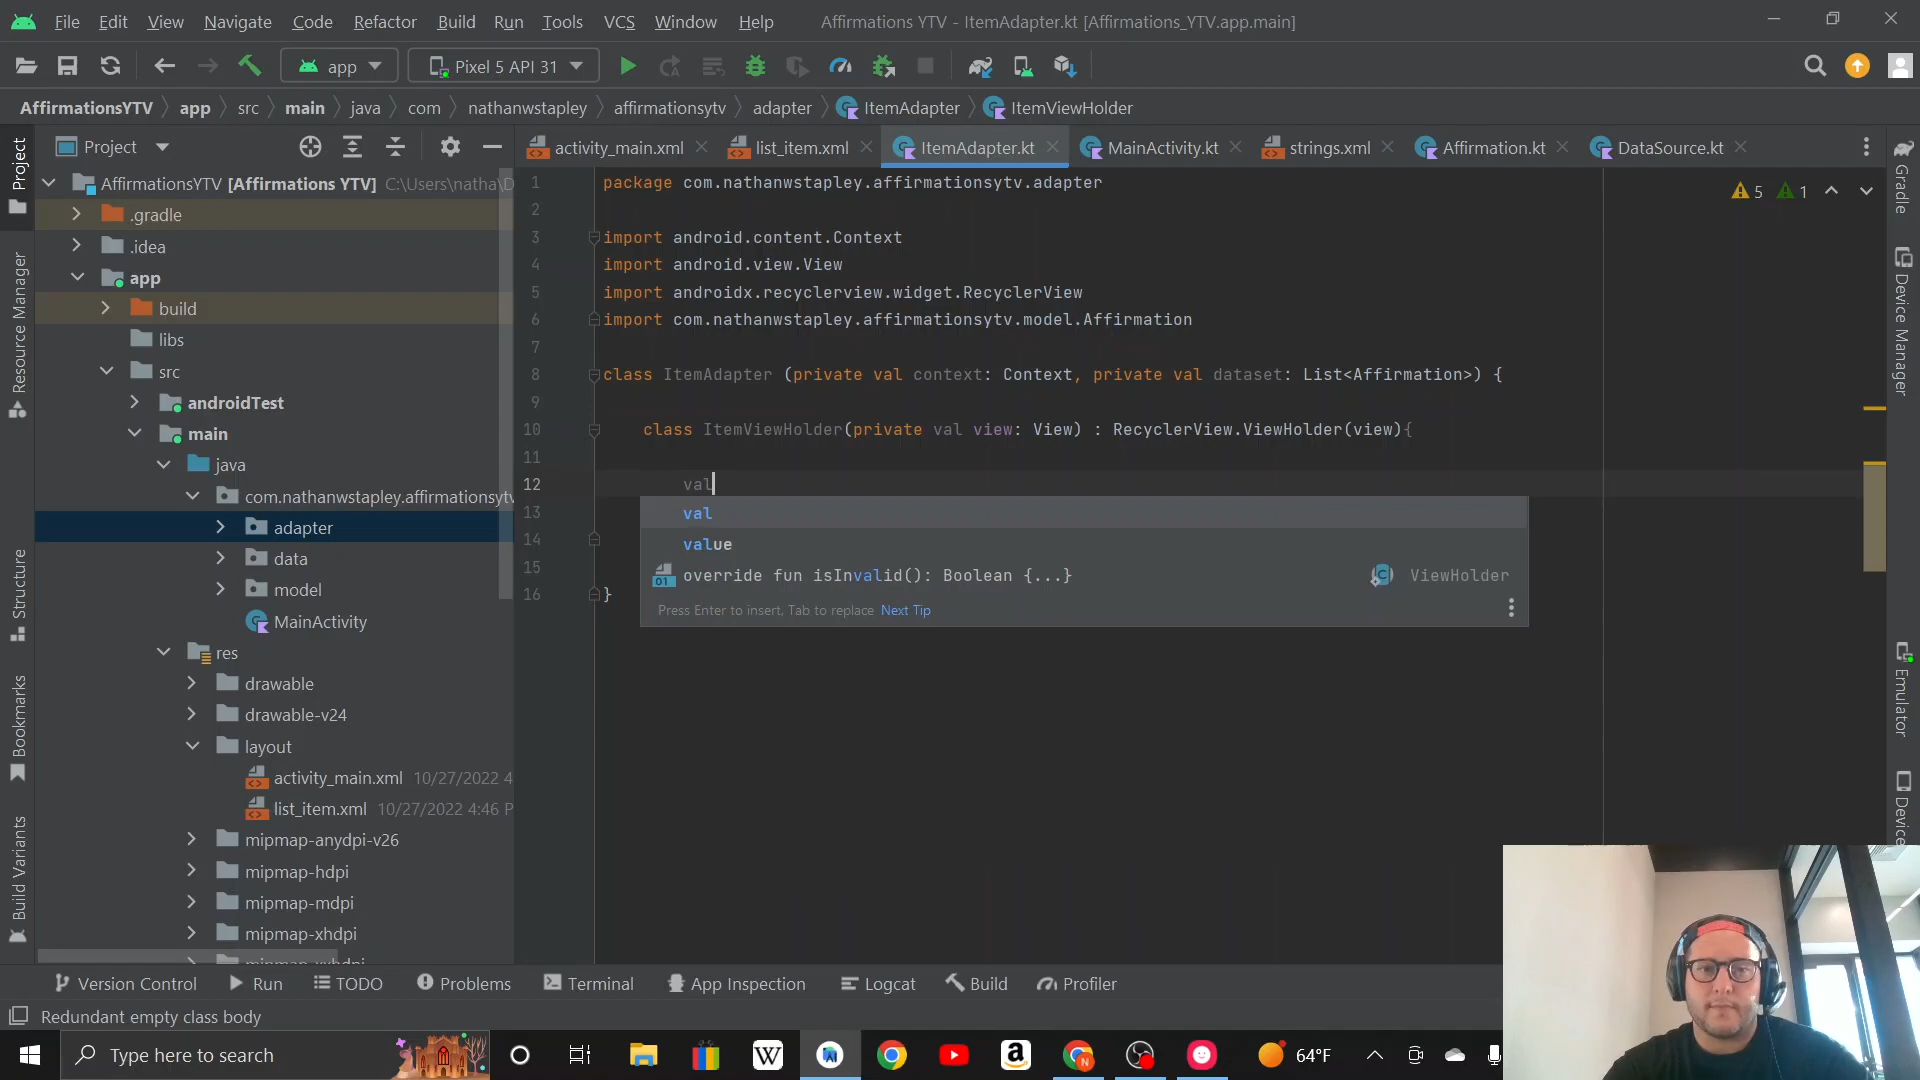 File Edit View Navigate Code Refactor Build Run Tools VCS Window Help Affirmations YTV - ItemAdapter.kt [Affirmations_YTV.app.main]
app Pixel 5 API 31
AffirmationsYTV app src main java com nathanwstapley affirmationsytv adapter ItemAdapter ItemViewHolder
Project
activity_main.xml list_item.xml ItemAdapter.kt MainActivity.kt strings.xml Affirmation.kt DataSource.kt
AffirmationsYTV [Affirmations YTV] C:\Users\natha\D
.gradle
.idea
app
build
libs
src
androidTest
main
java
com.nathanwstapley.affirmationsytv
adapter
data
model
MainActivity
res
drawable
drawable-v24
layout
activity_main.xml 10/27/2022 4
list_item.xml 10/27/2022 4:46 P
mipmap-anydpi-v26
mipmap-hdpi
mipmap-mdpi
mipmap-xhdpi
Project
Resource Manager
Structure
Bookmarks
Build Variants
5 1
1 package com.nathanwstapley.affirmationsytv.adapter
2
3 import android.content.Context
4 import android.view.View
5 import androidx.recyclerview.widget.RecyclerView
6 import com.nathanwstapley.affirmationsytv.model.Affirmation
7
8 class ItemAdapter (private val context: Context, private val dataset: List<Affirmation>) {
9
10 class ItemViewHolder(private val view: View) : RecyclerView.ViewHolder(view){
11
12 val
13
14
15
16 }
val
value
override fun isInvalid(): Boolean {...} ViewHolder
Press Enter to insert, Tab to replace Next Tip
Gradle
Device Manager
Emulator
Device
Version Control Run TODO Problems Terminal App Inspection Logcat Build Profiler
Redundant empty class body
Type here to search
64°F